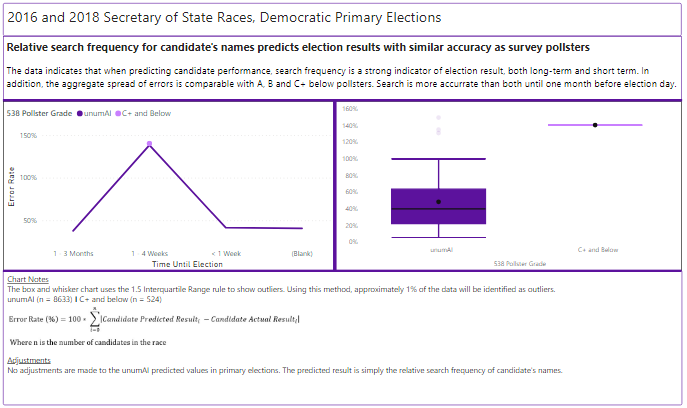 2016 and 2018 Secretary of State Races, Democratic Primary Elections
Relative search frequency for candidate's names predicts election results with similar accuracy as survey pollsters
The data indicates that when predicting candidate performance, search frequency is a strong indicator of election result, both long-term and short term. In
addition, the aggregate spread of errors is comparable with A, B and C+ below pollsters. Search is more accurrate than both until one month before election day.
538 Pollster Grade unumAI C+ and Below
150%
100%
50%
Error Rate
1 - 3 Months
1 - 4 Weeks
< 1 Week
(Blank)
Time Until Election
160%
140%
120%
100%
80%
60%
40%
20%
0%
unumAI
C+ and Below
538 Pollster Grade
Chart Notes
The box and whisker chart uses the 1.5 Interquartile Range rule to show outliers. Using this method, approximately 1% of the data will be identified as outliers.
unumAI (n = 8633) I C+ and below (n = 524)
Error Rate (%) = 100 * n∑i=0 |Candidate Predicted Resultᵢ − Candidate Actual Resultᵢ|
Where n is the number of candidates in the race
Adjustments
No adjustments are made to the unumAI predicted values in primary elections. The predicted result is simply the relative search frequency of candidate's names.